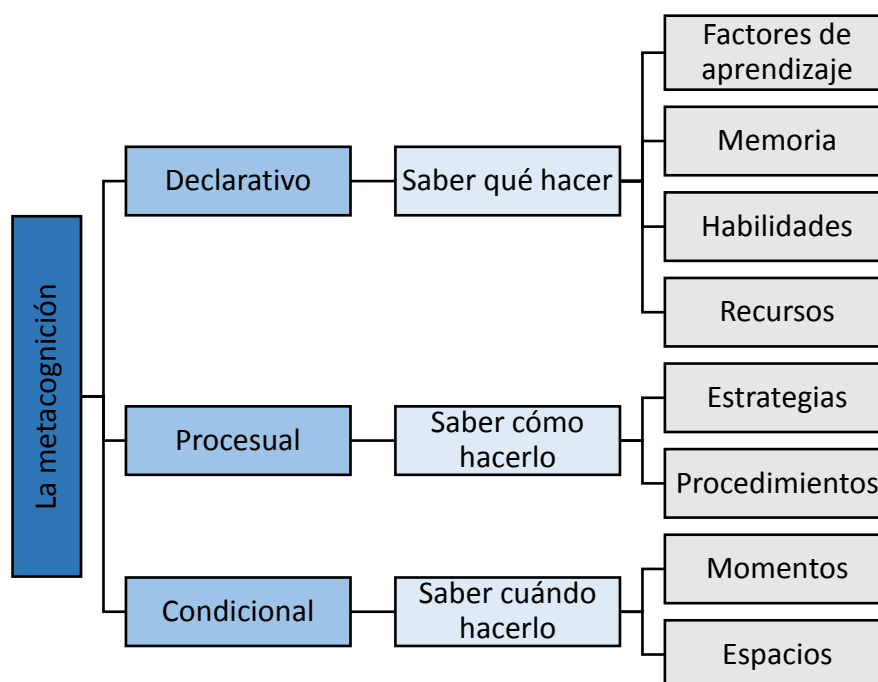 La metacognición
Declarativo
Saber qué hacer
Factores de
aprendizaje
Memoria
Habilidades
Recursos
Procesual
Saber cómo
hacerlo
Estrategias
Procedimientos
Condicional
Saber cuándo
hacerlo
Momentos
Espacios